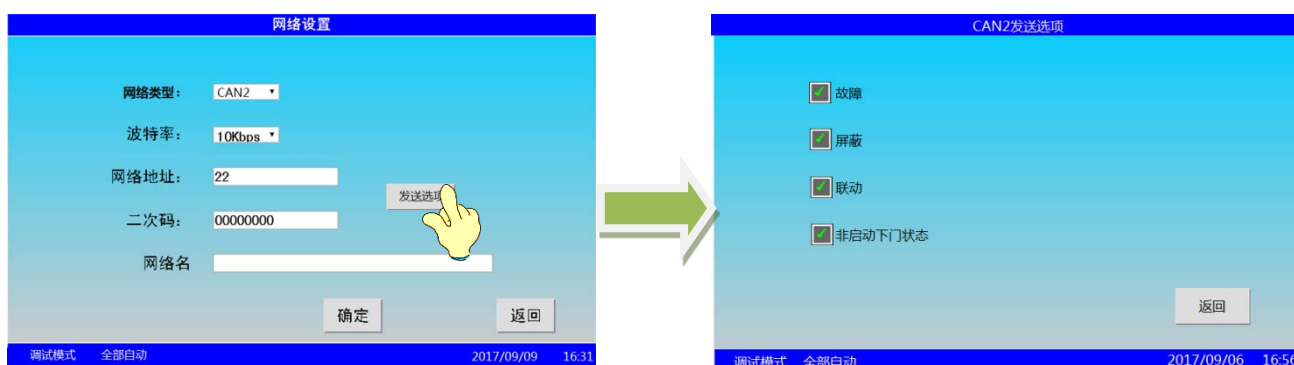 网络设置
网络类型： CAN2
波特率： 10Kbps
网络地址： 22
发送选项
二次码： 00000000
网络名
确定 返回
调试模式 全部自动 2017/09/09 16:31
CAN2发送选项
故障
屏蔽
联动
非启动下门状态
返回
调试模式 全部自动 2017/09/06 16:56